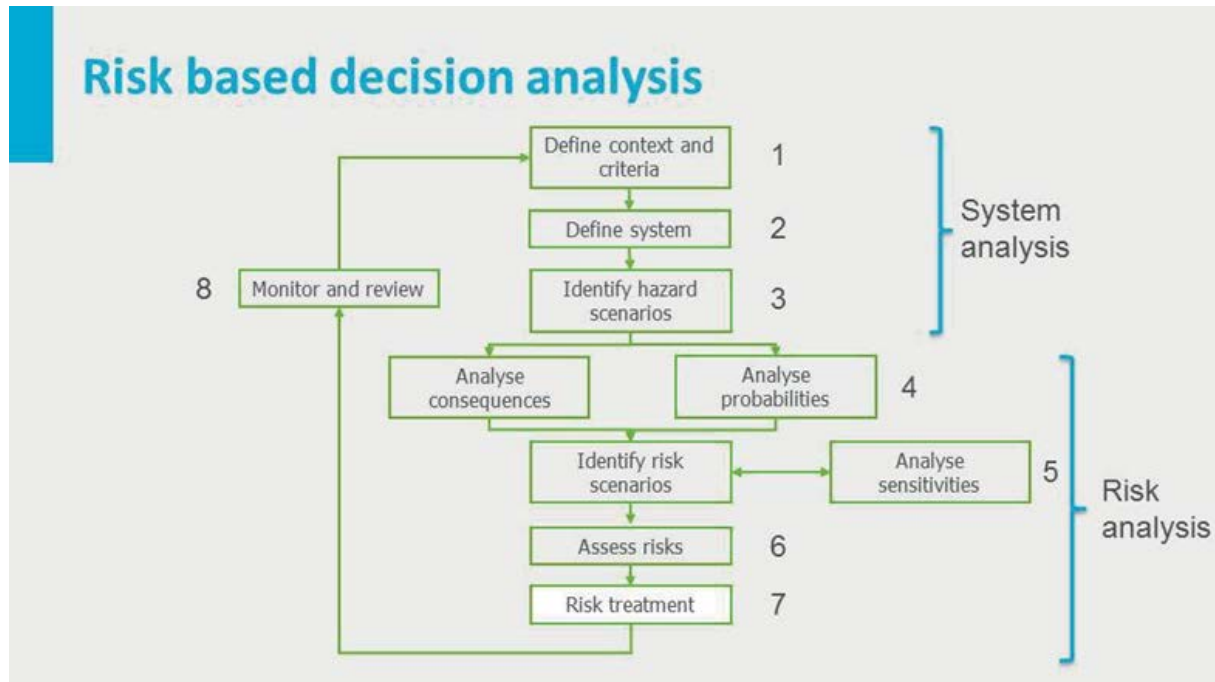 Risk based decision analysis
Define context and
criteria
1
Define system
2
System
analysis
8
Monitor and review
Identify hazard
scenarios
3
Analyse
consequences
Analyse
probabilities
4
Identify risk
scenarios
Analyse
sensitivities
5
Risk
analysis
Assess risks
6
Risk treatment
7